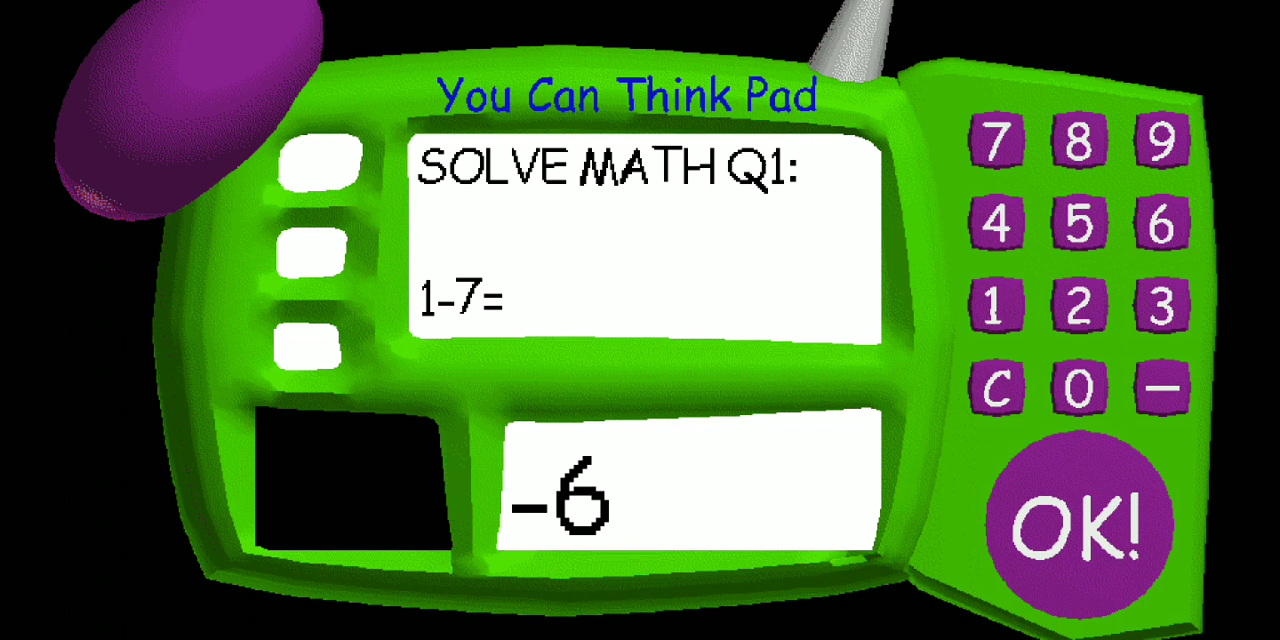 You Can Think Pad
SOLVE MATH Q1:
1-7=
-6
7 8 9
4 5 6
1 2 3
C 0 -
OK!